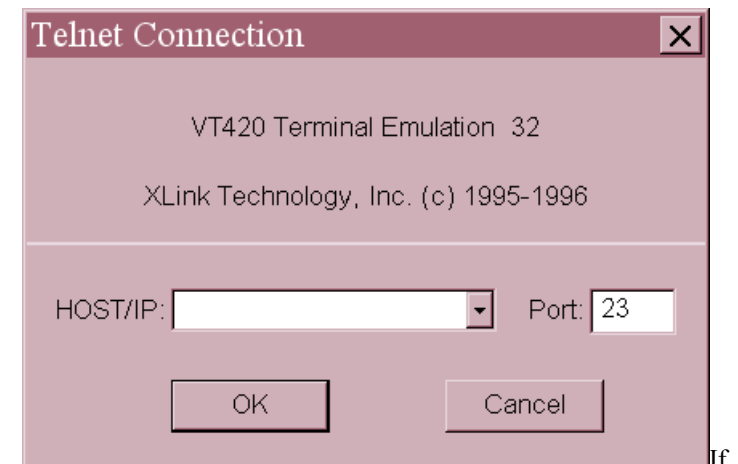 Telnet Connection
VT420 Terminal Emulation  32
XLink Technology, Inc. (c) 1995-1996
HOST/IP: Port: 23
OK Cancel
If